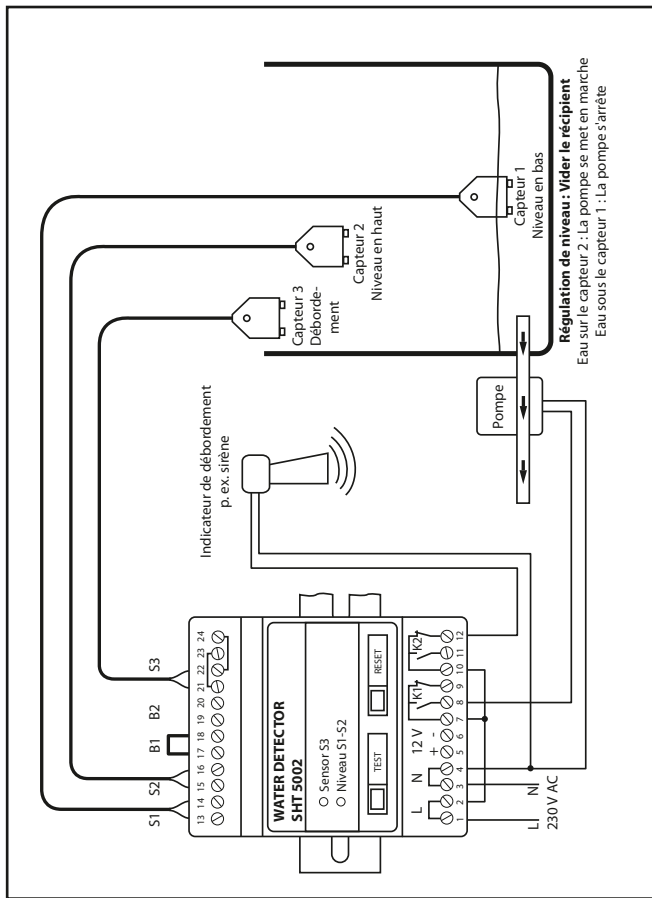 S1
S2
B1
B2
S3
13 14 15 16 17 18 19 20 21 22 23 24
WATER DETECTOR
SHT 5002
Sensor S3
Niveau S1-S2
TEST
RESET
L
N
12 V
+ -
K1
K2
1 2 3 4 5 6 7 8 9 10 11 12
L
N
230 V AC
Indicateur de débordement
p. ex. sirène
Capteur 3
Déborde-
ment
Capteur 2
Niveau en haut
Capteur 1
Niveau en bas
Pompe
Régulation de niveau : Vider le récipient
Eau sur le capteur 2 : La pompe se met en marche
Eau sous le capteur 1 : La pompe s'arrête